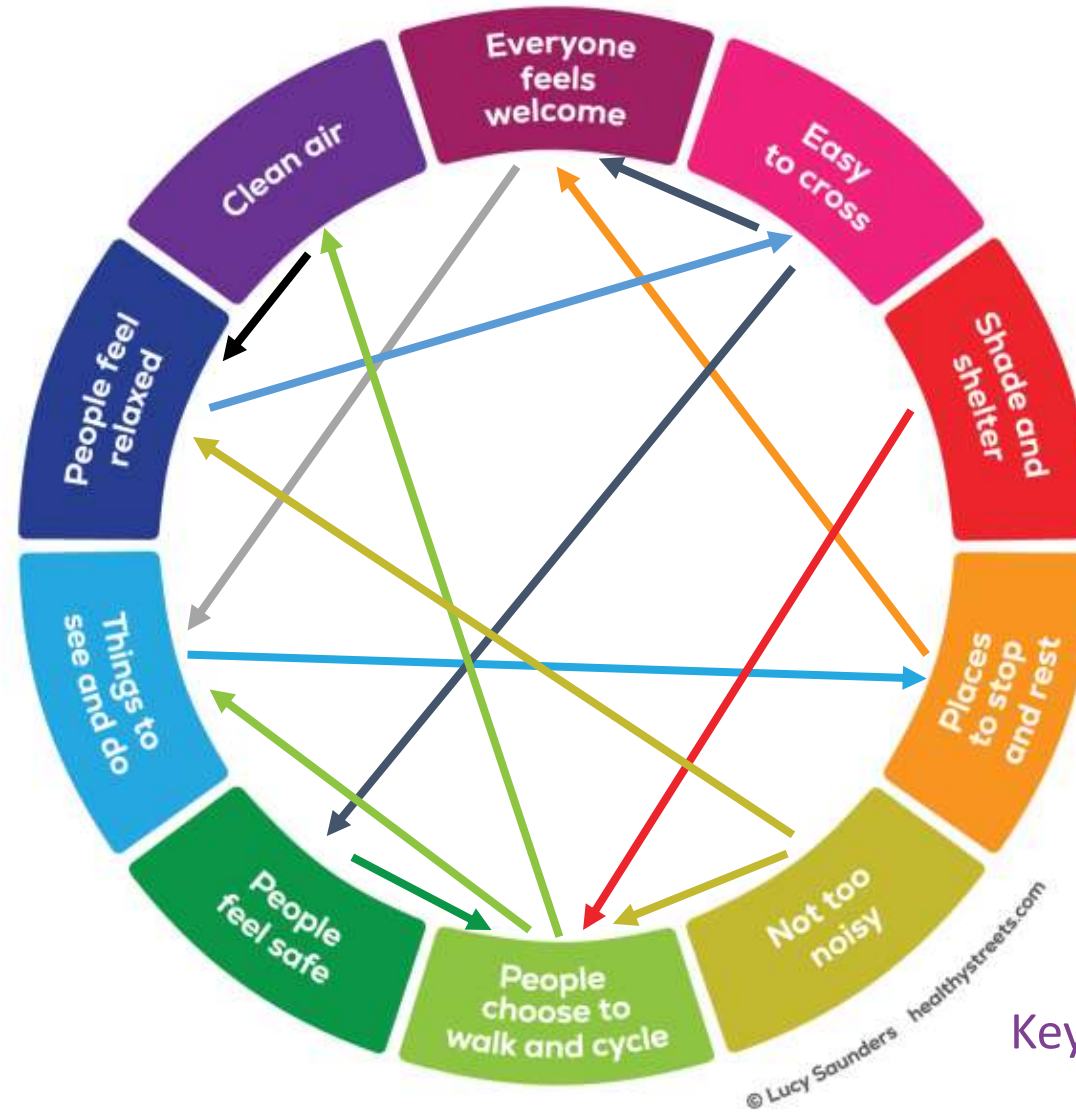 Everyone
feels
welcome
Easy
to cross
Shade and
shelter
Places
to stop
and rest
Not too
noisy
People
choose to
walk and cycle
People
feel safe
Things to
see and do
People feel
relaxed
Clean air
© Lucy Saunders healthystreets.com
Key